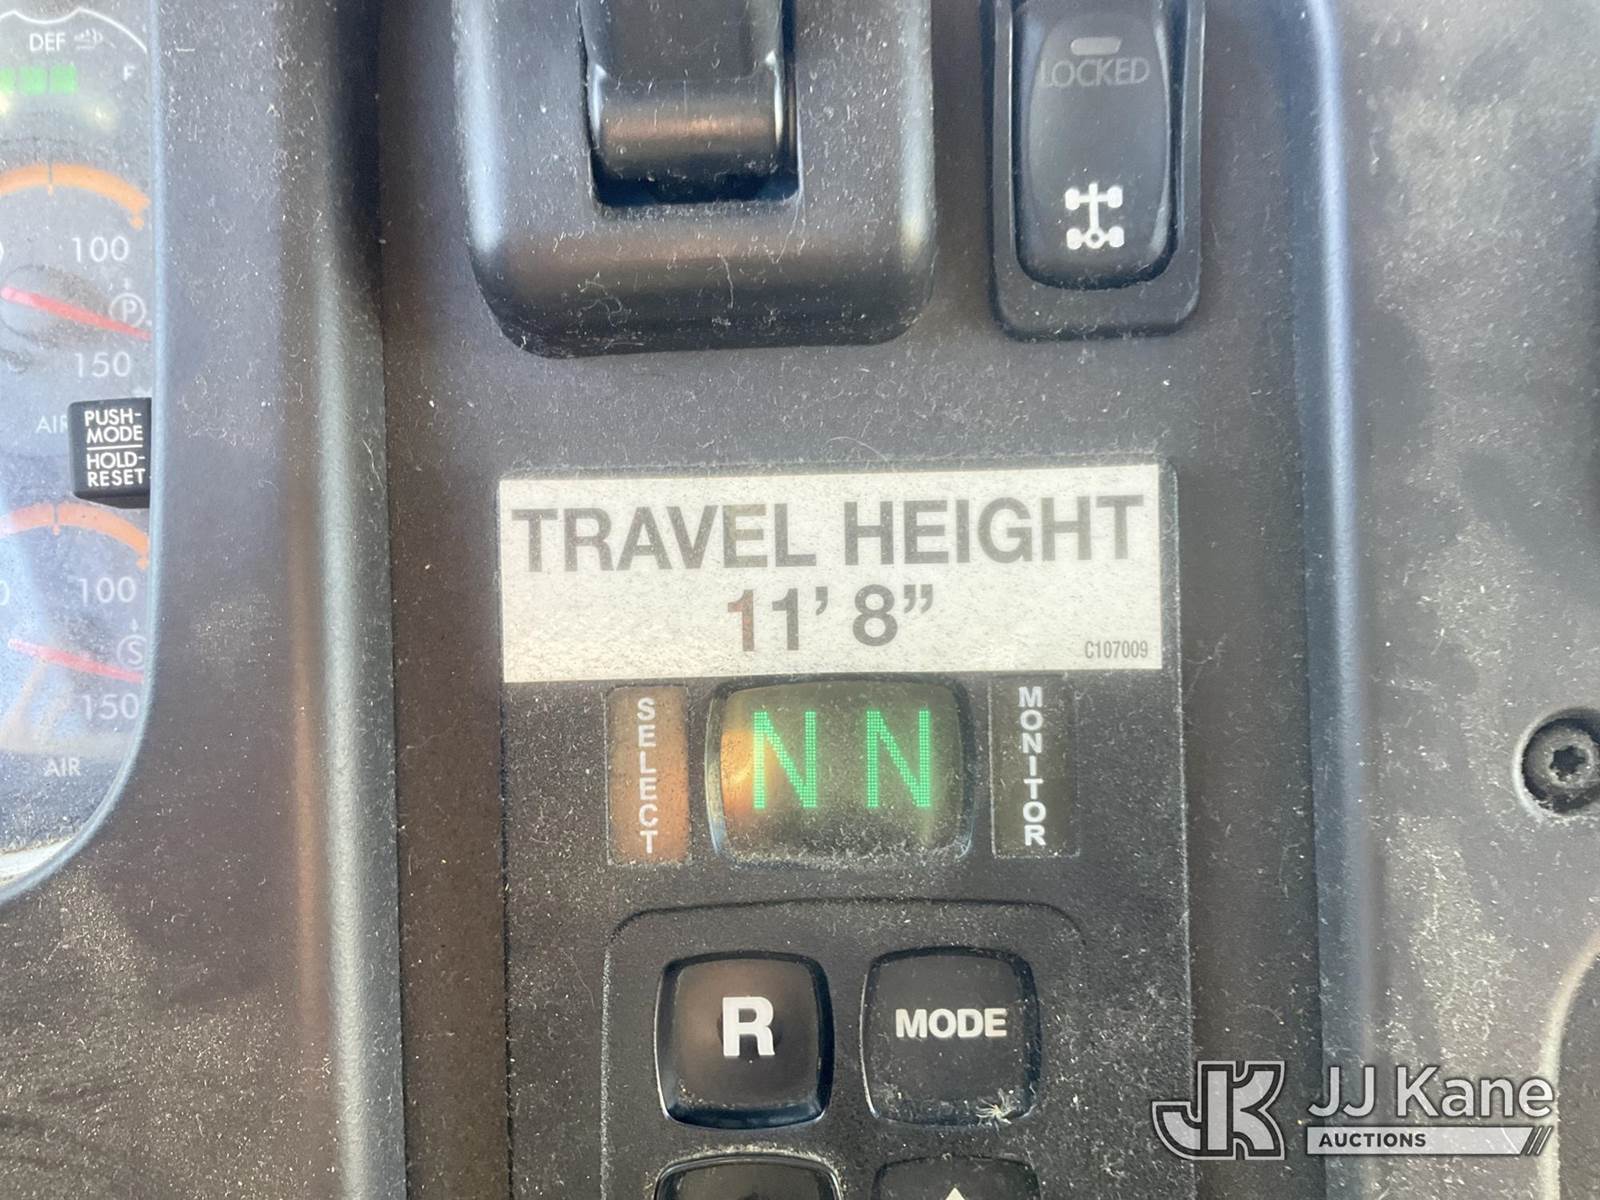 DEF
F
LOCKED
100
P
150
AIR
PUSH-
MODE
HOLD-
RESET
100
S
150
AIR
TRAVEL HEIGHT
11' 8”
C107009
SELECT
N N
MONITOR
R
MODE
JK
JJ Kane
AUCTIONS